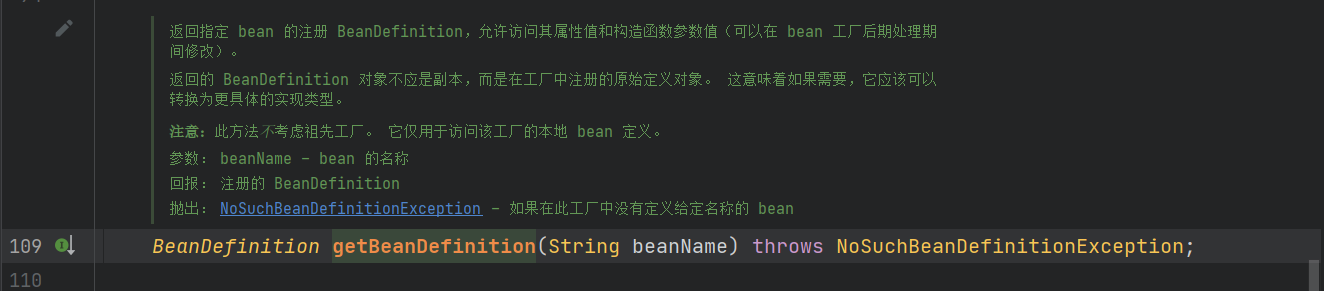 返回指定 bean 的注册 BeanDefinition，允许访问其属性值和构造函数参数值（可以在 bean 工厂后期处理期
间修改）。
返回的 BeanDefinition 对象不应是副本，而是在工厂中注册的原始定义对象。 这意味着如果需要，它应该可以
转换为更具体的实现类型。
注意：此方法不考虑祖先工厂。 它仅用于访问该工厂的本地 bean 定义。
参数： beanName – bean 的名称
回报： 注册的 BeanDefinition
抛出： NoSuchBeanDefinitionException – 如果在此工厂中没有定义给定名称的 bean
109 BeanDefinition getBeanDefinition(String beanName) throws NoSuchBeanDefinitionException;
110